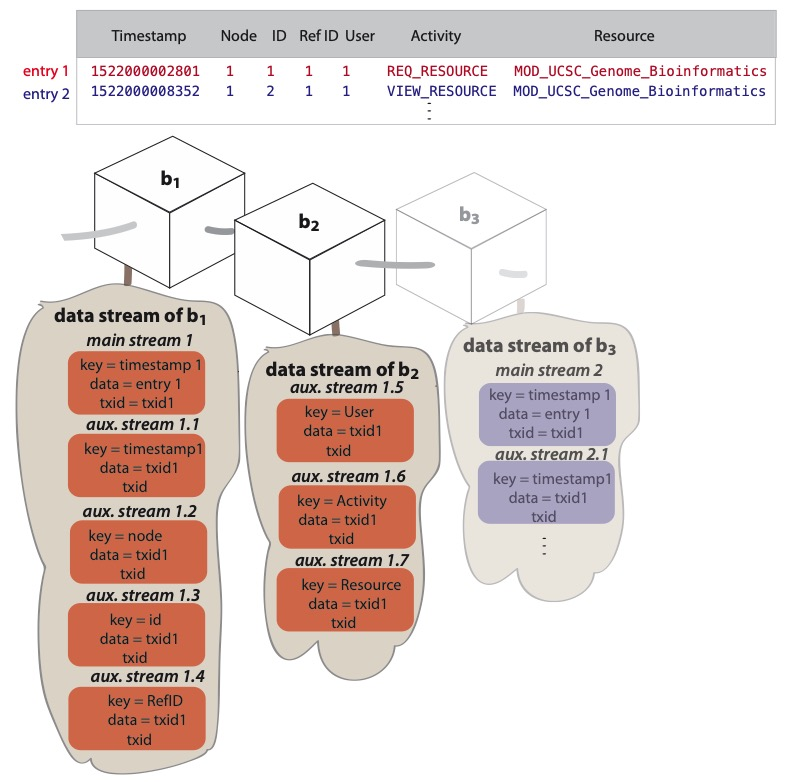 Timestamp Node ID Ref ID User Activity Resource
entry 1 1522000002801 1 1 1 1 REQ_RESOURCE MOD_UCSC_Genome_Bioinformatics
entry 2 1522000008352 1 2 1 1 VIEW_RESOURCE MOD_UCSC_Genome_Bioinformatics
b1
b2
b3
data stream of b1
main stream 1
key = timestamp 1
data = entry 1
txid = txid1
aux. stream 1.1
key = timestamp1
data = txid1
txid
aux. stream 1.2
key = node
data = txid1
txid
aux. stream 1.3
key = id
data = txid1
txid
aux. stream 1.4
key = RefID
data = txid1
txid
data stream of b2
aux. stream 1.5
key = User
data = txid1
txid
aux. stream 1.6
key = Activity
data = txid1
txid
aux. stream 1.7
key = Resource
data = txid1
txid
data stream of b3
main stream 2
key = timestamp 1
data = entry 1
txid = txid1
aux. stream 2.1
key = timestamp1
data = txid1
txid